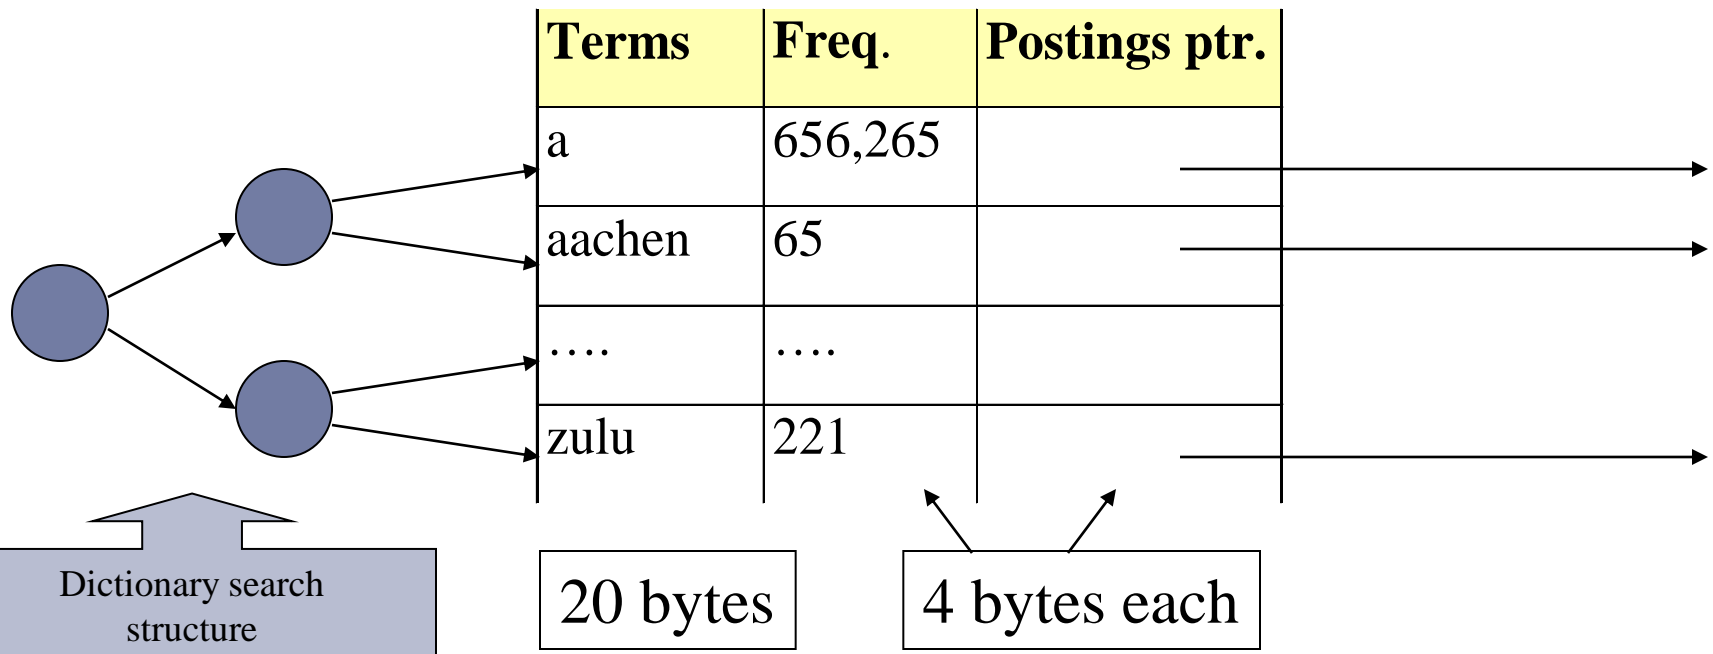 Terms Freq. Postings ptr.
a 656,265
aachen 65
…. ….
zulu 221
Dictionary search
structure
20 bytes
4 bytes each